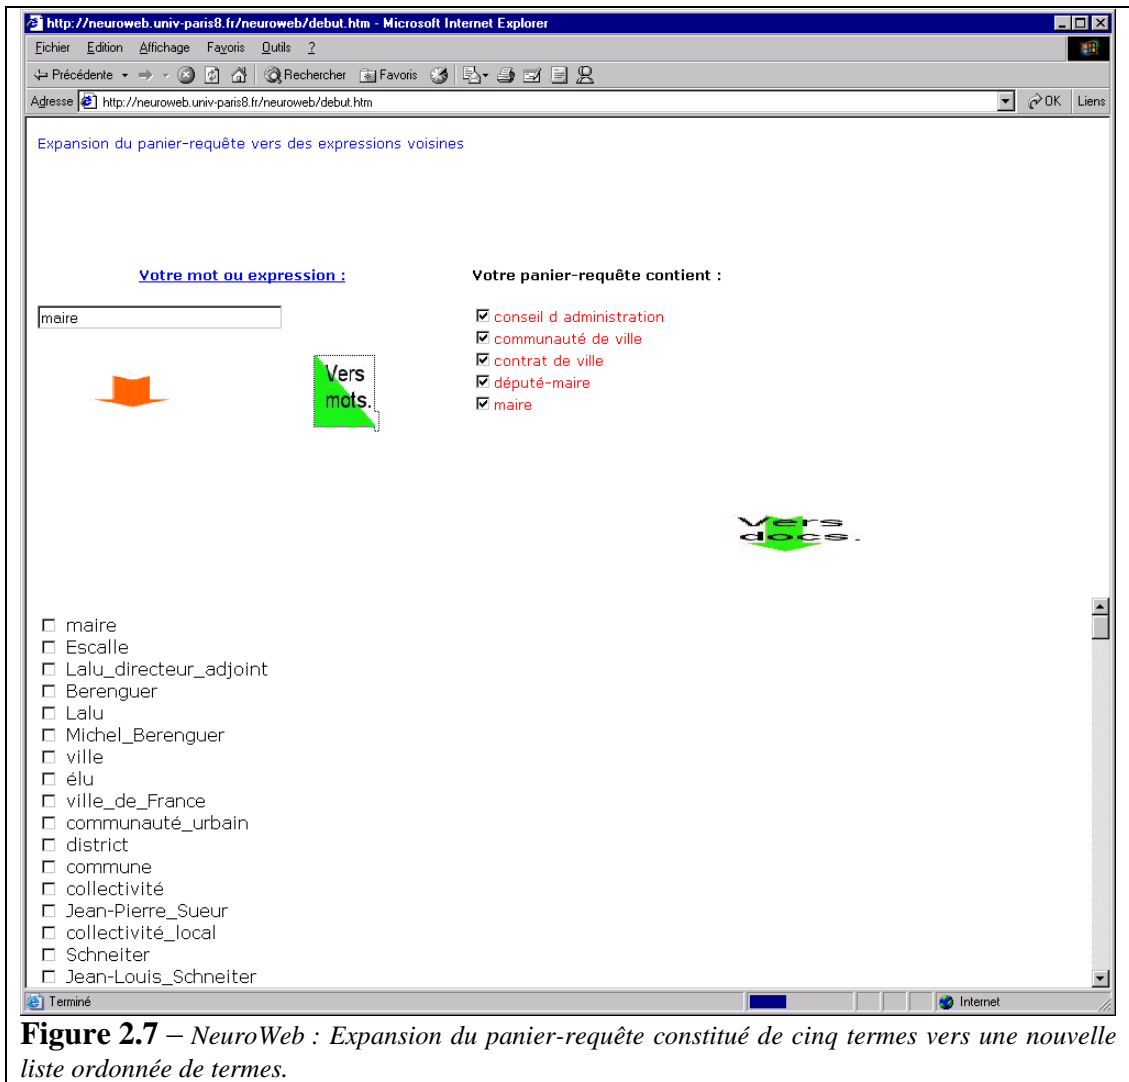 http://neuroweb.univ-paris8.fr/neuroweb/debut.htm - Microsoft Internet Explorer
Fichier Edition Affichage Favoris Outils ?
Précédente Rechercher Favoris
Adresse http://neuroweb.univ-paris8.fr/neuroweb/debut.htm OK Liens
Expansion du panier-requête vers des expressions voisines
Votre mot ou expression : Votre panier-requête contient :
maire
conseil d administration
communauté de ville
contrat de ville
député-maire
maire
Vers
mots.
Vers
docs.
maire
Escalle
Lalu_directeur_adjoint
Berenguer
Lalu
Michel_Berenguer
ville
élu
ville_de_France
communauté_urbain
district
commune
collectivité
Jean-Pierre_Sueur
collectivité_local
Schneiter
Jean-Louis_Schneiter
Terminé Internet
Figure 2.7 – NeuroWeb : Expansion du panier-requête constitué de cinq termes vers une nouvelle
liste ordonnée de termes.